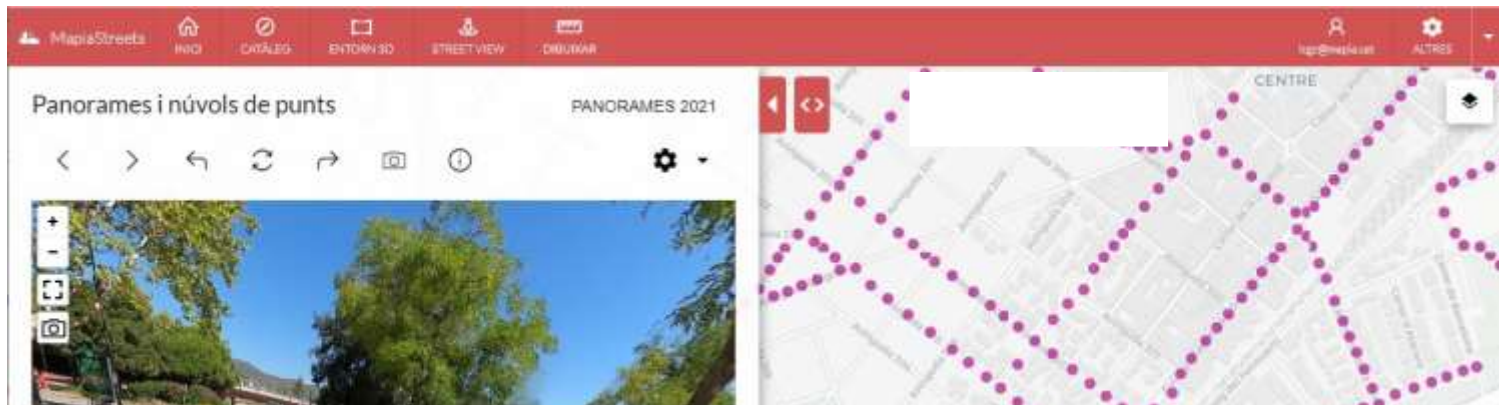 MapiaStreets
INICI
CATÀLEG
ENTORN 3D
STREET VIEW
DIBUIXAR
ALTRES
Panorames i núvols de punts
PANORAMES 2021
CENTRE